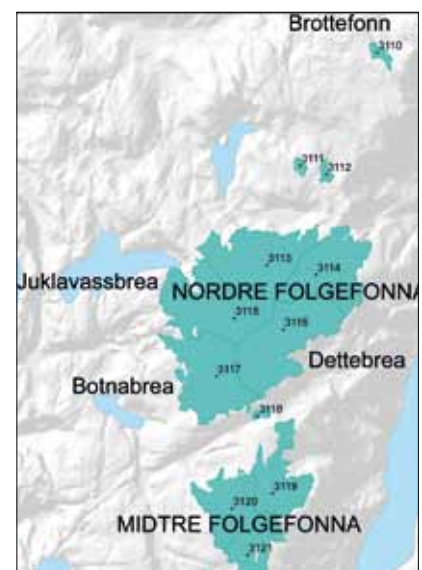 Brottefonn
3110
3111
3112
3113
3114
Juklavassbrea
NORDRE FOLGEFONNA
3115
3116
Dettebrea
3117
Botnabrea
3118
3119
3120
MIDTRE FOLGEFONNA
3121